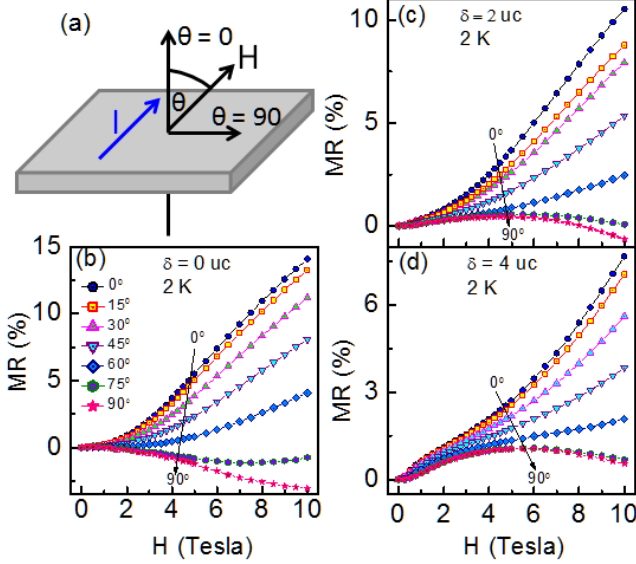 (a)
θ = 0
H
θ
I
θ = 90
(b)
δ = 0 uc
2 K
0°
15°
30°
45°
60°
75°
90°
0°
90°
15
10
5
0
MR (%)
0 2 4 6 8 10
H (Tesla)
(c)
δ = 2 uc
2 K
0°
90°
10
5
0
MR (%)
(d)
δ = 4 uc
2 K
0°
90°
6
3
0
MR (%)
0 2 4 6 8 10
H (Tesla)